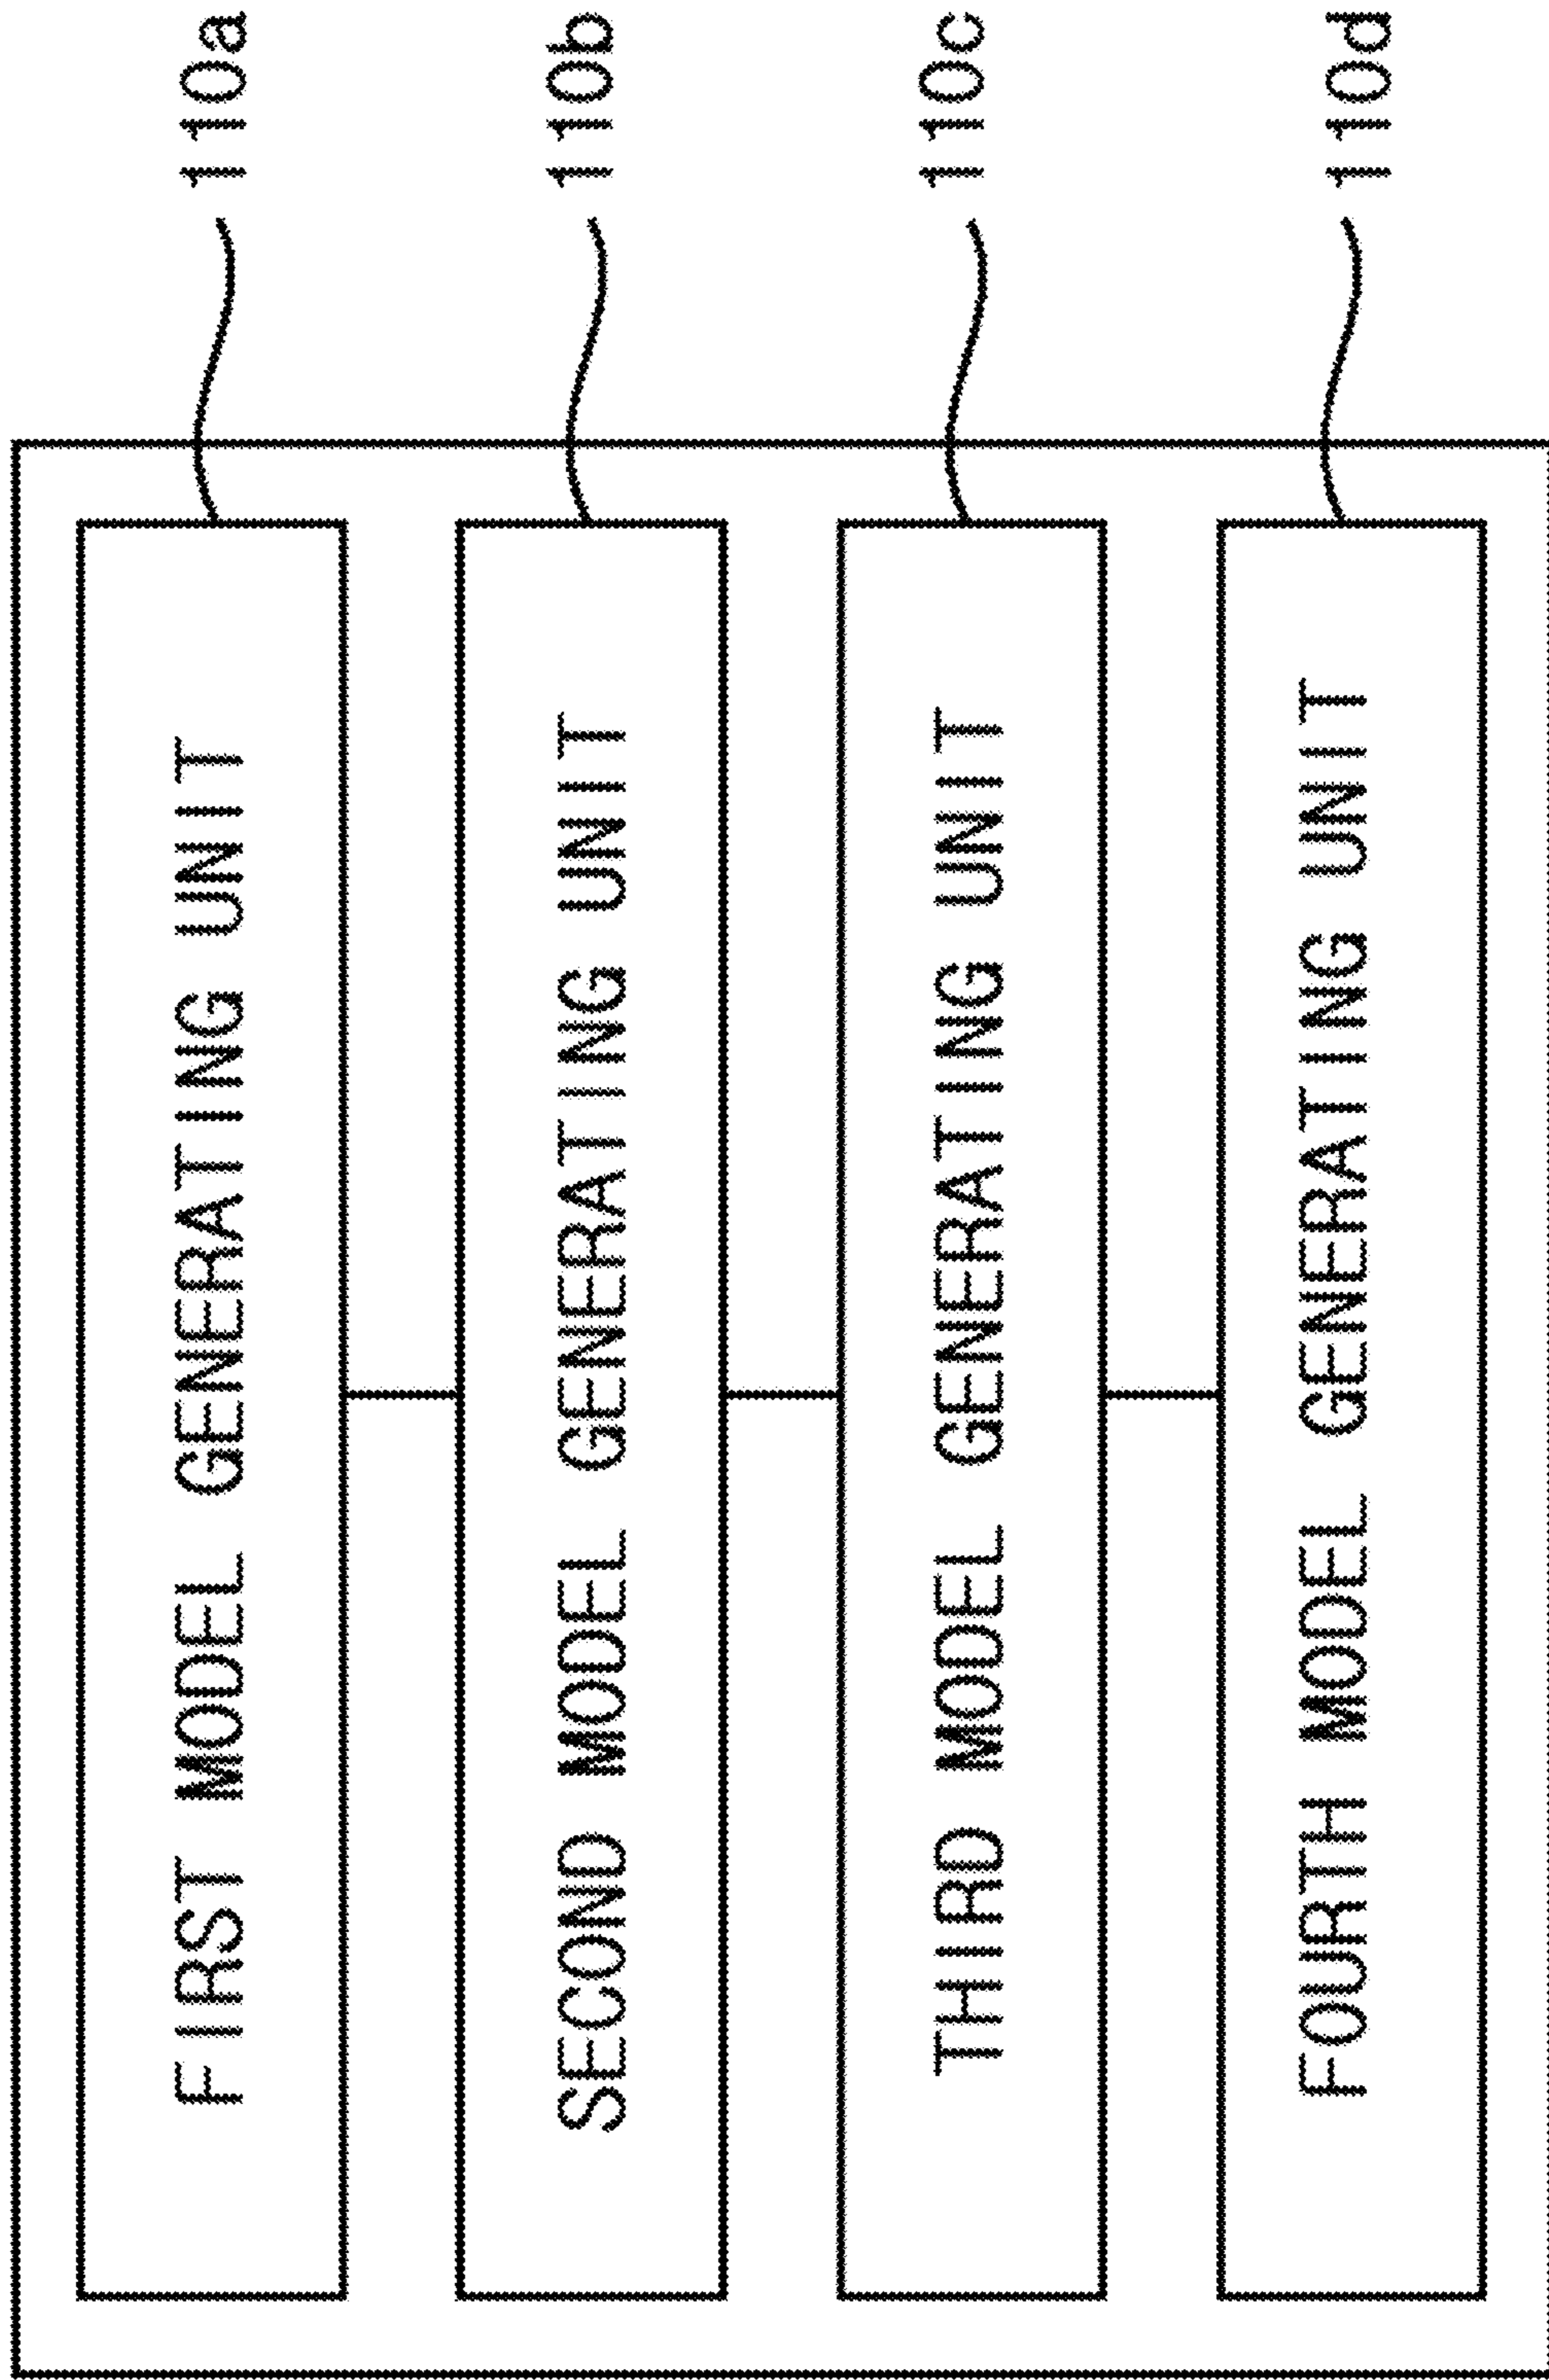 FIRST MODEL GENERATING UNIT
110a
SECOND MODEL GENERATING UNIT
110b
THIRD MODEL GENERATING UNIT
110c
FOURTH MODEL GENERATING UNIT
110d